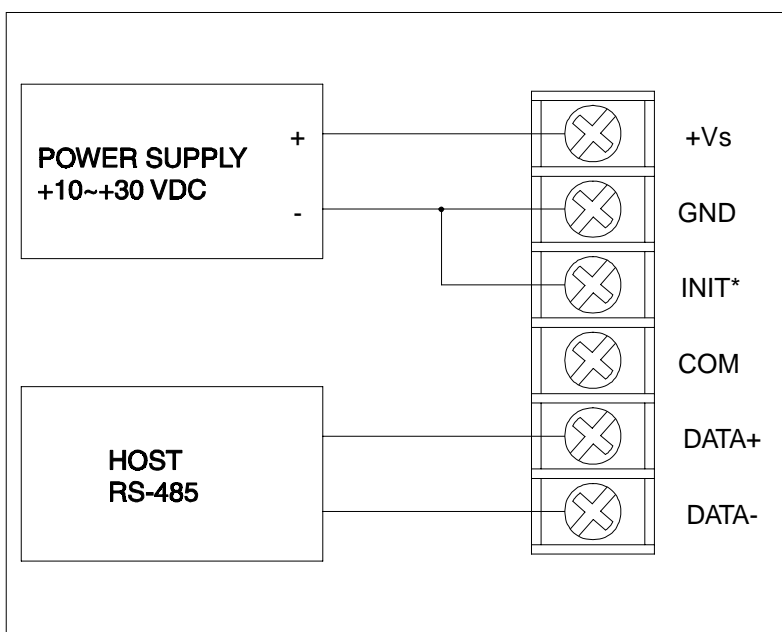 POWER SUPPLY
+10~+30 VDC
+
-
HOST
RS-485
+Vs
GND
INIT*
COM
DATA+
DATA-